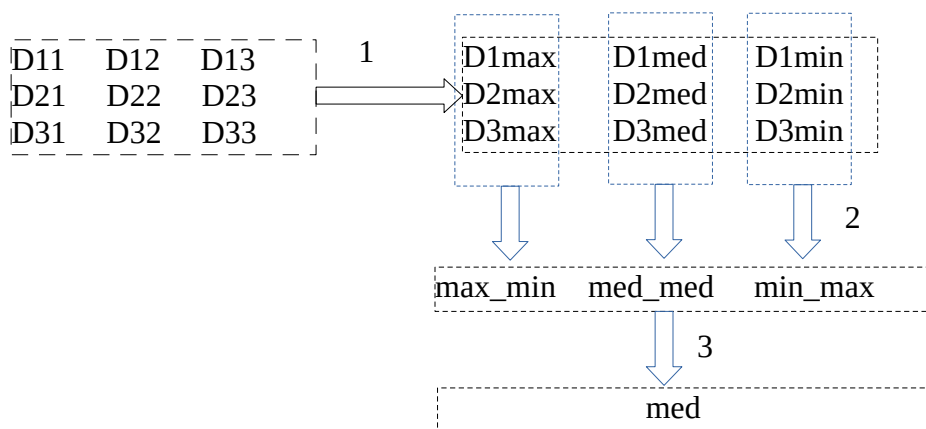 1
D11 D12 D13 D1max D1med D1min
D21 D22 D23 D2max D2med D2min
D31 D32 D33 D3max D3med D3min
2
max_min med_med min_max
3
med